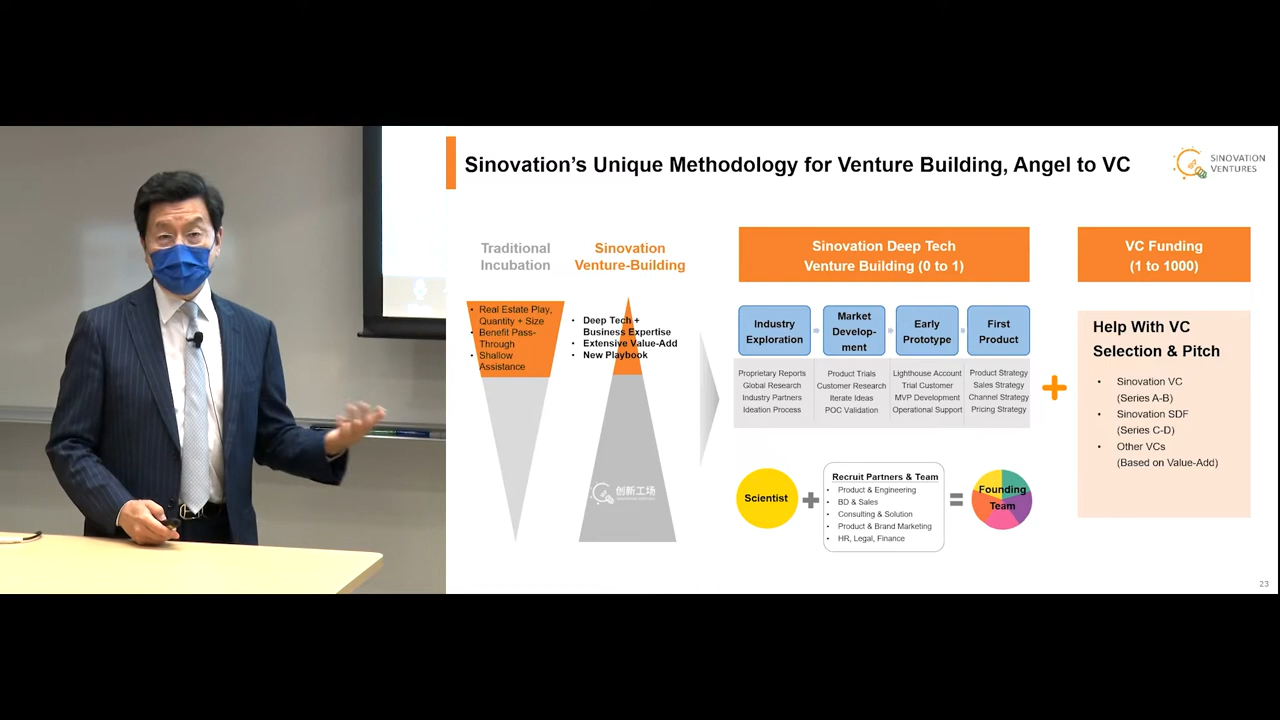 Sinovation's Unique Methodology for Venture Building, Angel to VC
SINOVATION
VENTURES
Traditional
Incubation
• Real Estate Play,
Quantity + Size
• Benefit Pass-
Through
• Shallow
Assistance
Sinovation
Venture-Building
• Deep Tech +
Business Expertise
• Extensive Value-Add
• New Playbook
创新工场
Sinovation Deep Tech
Venture Building (0 to 1)
Industry
Exploration
Proprietary Reports
Global Research
Industry Partners
Ideation Process
Market
Develop-
ment
Product Trials
Customer Research
Iterate Ideas
POC Validation
Early
Prototype
Lighthouse Account
Trial Customer
MVP Development
Operational Support
First
Product
Product Strategy
Sales Strategy
Channel Strategy
Pricing Strategy
Scientist
+
Recruit Partners & Team
• Product & Engineering
• BD & Sales
• Consulting & Solution
• Product & Brand Marketing
• HR, Legal, Finance
=
Founding
Team
+
VC Funding
(1 to 1000)
Help With VC
Selection & Pitch
• Sinovation VC
(Series A-B)
• Sinovation SDF
(Series C-D)
• Other VCs
(Based on Value-Add)
23